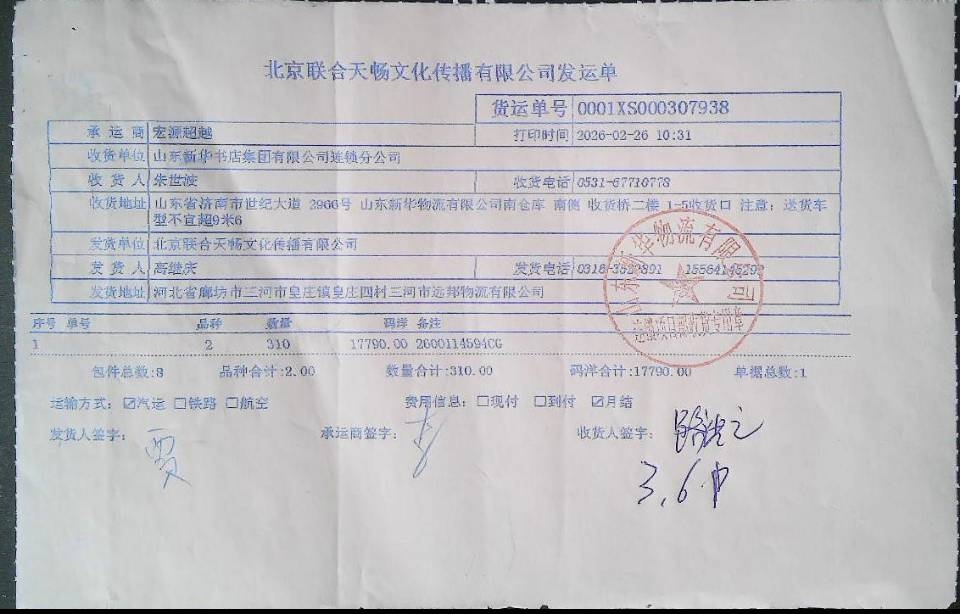 北京联合天畅文化传播有限公司发运单
货运单号 0001XS000307938
承运商 宏源超越 打印时间 2026-02-26 10:31
收货单位 山东新华书店集团有限公司连锁分公司
收货人 朱世波 收货电话 0531-67710778
收货地址 山东省济南市世纪大道 2966号 山东新华物流有限公司南仓库 南侧 收货桥二楼 1-5收货口 注意：送货车
型不宜超9米6
发货单位 北京联合天畅文化传播有限公司
发货人 高继庆 发货电话
发货地址 河北省廊坊市三河市皇庄镇皇庄四村三河市远邦物流有限公司
山东新华物流有限公司
序号 单号 品种 数量 码洋 备注
1 2 310 17790.00 2600114594CG
包件总数:8 品种合计:2.00 数量合计:310.00 码洋合计:17790.00 单据总数:1
运输方式: ☑汽运 □铁路 □航空 费用信息: □现付 □到付 ☑月结
发货人签字: 贾 承运商签字: 收货人签字:
3.6.中